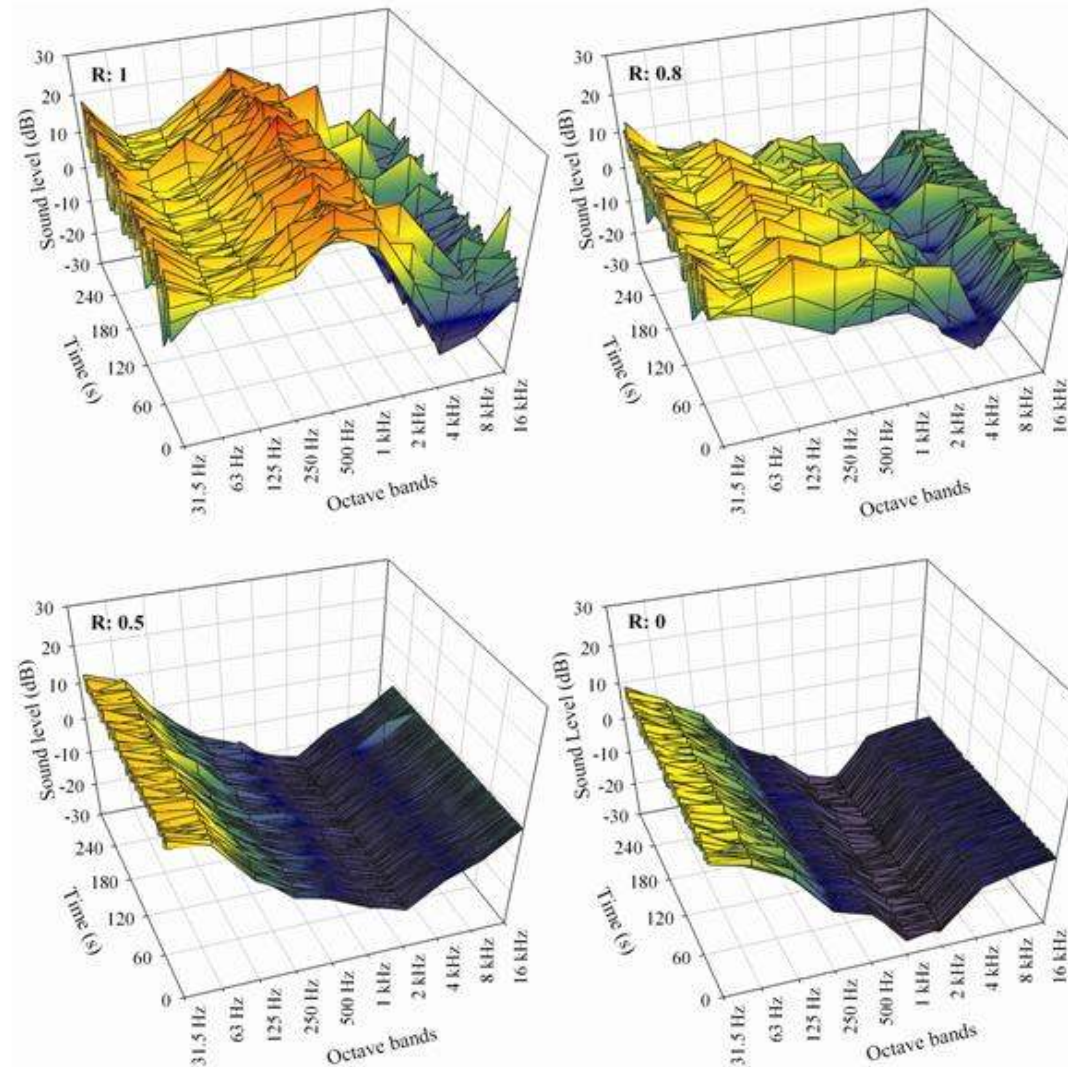 R: 1
Sound level (dB)
30
20
10
0
-10
-20
-30
240
180
120
60
0
Time (s)
31.5 Hz
63 Hz
125 Hz
250 Hz
500 Hz
1 kHz
2 kHz
4 kHz
8 kHz
16 kHz
Octave bands
R: 0.8
Sound level (dB)
30
20
10
0
-10
-20
-30
240
180
120
60
0
Time (s)
31.5 Hz
63 Hz
125 Hz
250 Hz
500 Hz
1 kHz
2 kHz
4 kHz
8 kHz
16 kHz
Octave bands
R: 0.5
Sound level (dB)
30
20
10
0
-10
-20
-30
240
180
120
60
0
Time (s)
31.5 Hz
63 Hz
125 Hz
250 Hz
500 Hz
1 kHz
2 kHz
4 kHz
8 kHz
16 kHz
Octave bands
R: 0
Sound Level (dB)
30
20
10
0
-10
-20
-30
240
180
120
60
0
Time (s)
31.5 Hz
63 Hz
125 Hz
250 Hz
500 Hz
1 kHz
2 kHz
4 kHz
8 kHz
16 kHz
Octave bands